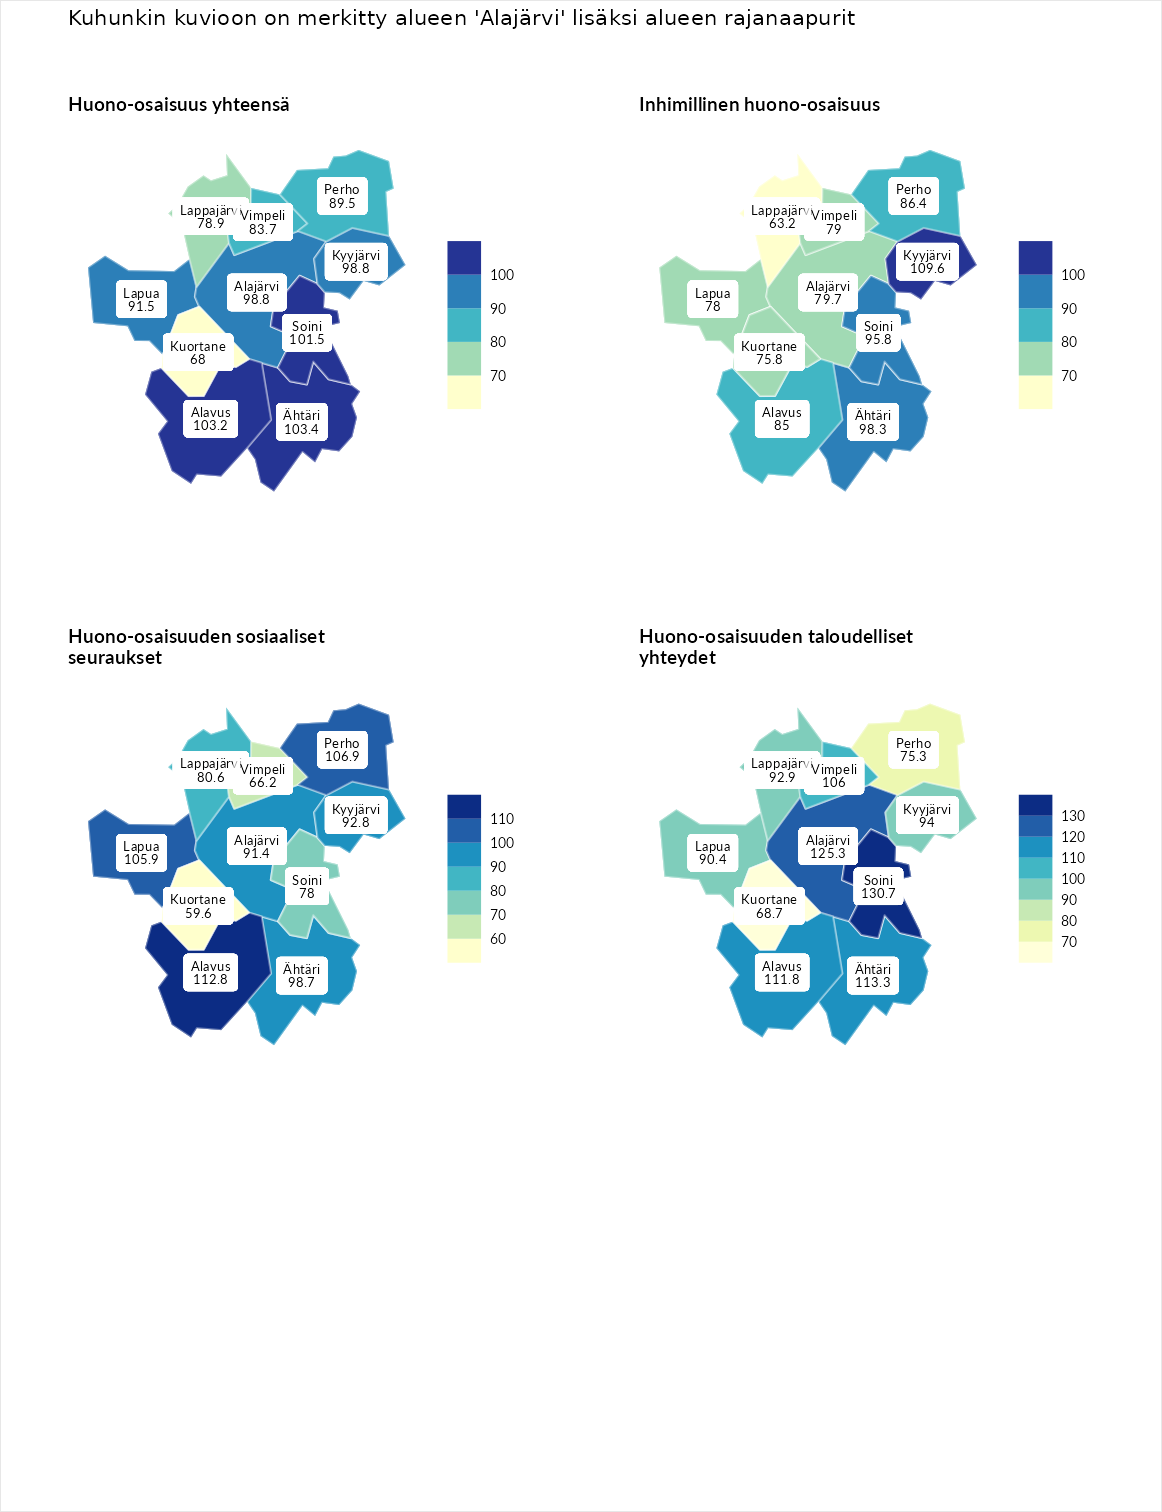 Kuhunkin kuvioon on merkitty alueen 'Alajärvi' lisäksi alueen rajanaapurit
Huono-osaisuus yhteensä
Perho
89.5
Lappajärvi
78.9
Vimpeli
83.7
Kyyjärvi
98.8
Alajärvi
98.8
Lapua
91.5
Soini
101.5
Kuortane
68
Alavus
103.2
Ähtäri
103.4
100
90
80
70
Inhimillinen huono-osaisuus
Perho
86.4
Lappajärvi
63.2
Vimpeli
79
Kyyjärvi
109.6
Alajärvi
79.7
Lapua
78
Soini
95.8
Kuortane
75.8
Alavus
85
Ähtäri
98.3
100
90
80
70
Huono-osaisuuden sosiaaliset
seuraukset
Perho
106.9
Lappajärvi
80.6
Vimpeli
66.2
Kyyjärvi
92.8
Alajärvi
91.4
Lapua
105.9
Soini
78
Kuortane
59.6
Alavus
112.8
Ähtäri
98.7
110
100
90
80
70
60
Huono-osaisuuden taloudelliset
yhteydet
Perho
75.3
Lappajärvi
92.9
Vimpeli
106
Kyyjärvi
94
Alajärvi
125.3
Lapua
90.4
Soini
130.7
Kuortane
68.7
Alavus
111.8
Ähtäri
113.3
130
120
110
100
90
80
70